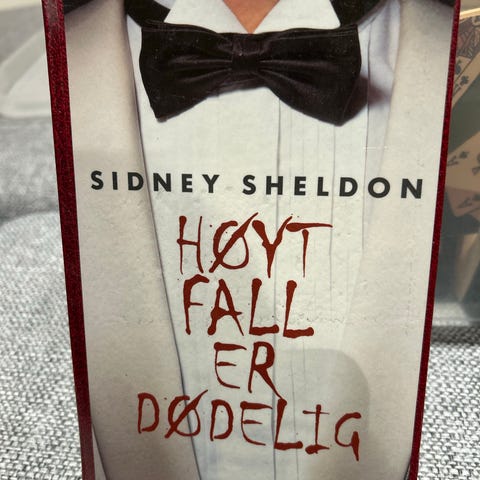 SIDNEY SHELDON
HØYT
FALL
ER
DØDELIG